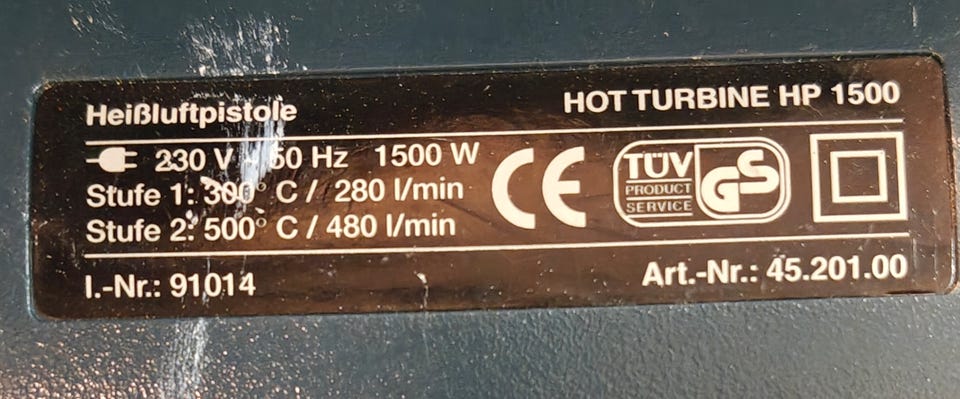 Heißluftpistole HOT TURBINE HP 1500
230 V ~ 50 Hz 1500 W
Stufe 1: 300° C / 280 l/min
Stufe 2: 500° C / 480 l/min
CE
TÜV
PRODUCT
SERVICE
GS
I.-Nr.: 91014 Art.-Nr.: 45.201.00